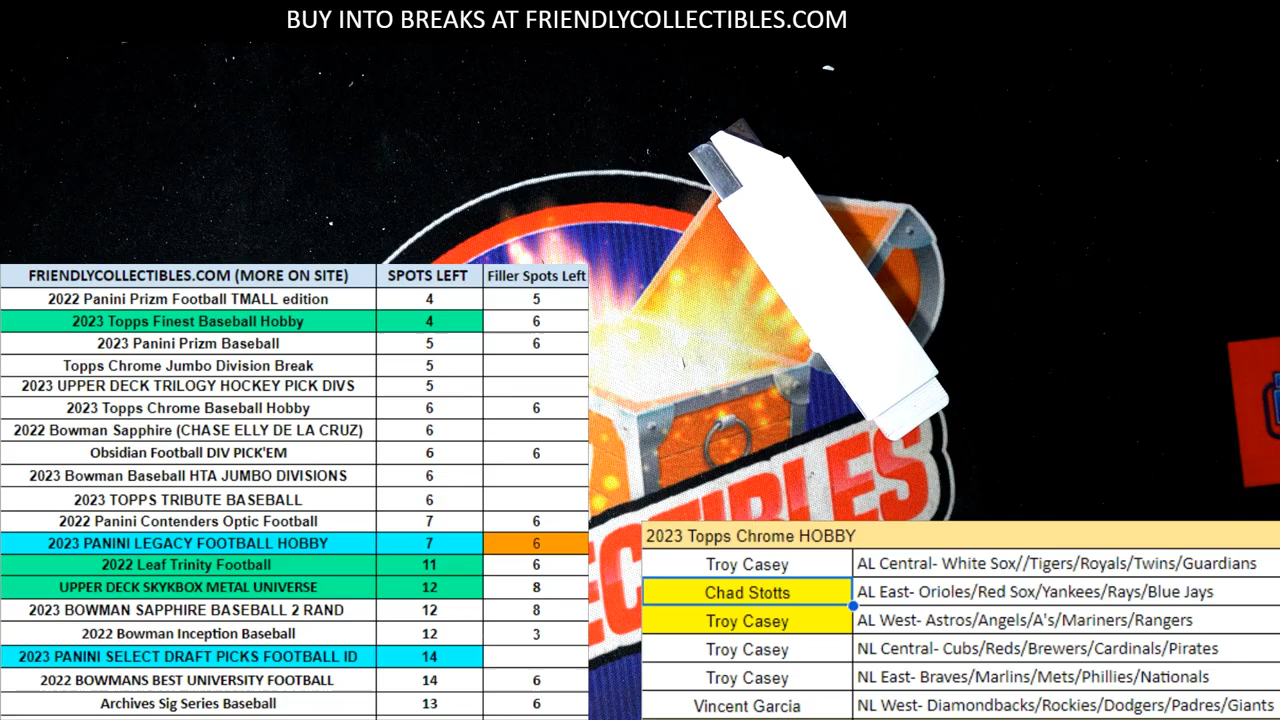 BUY INTO BREAKS AT FRIENDLYCOLLECTIBLES.COM
FRIENDLYCOLLECTIBLES.COM (MORE ON SITE) SPOTS LEFT Filler Spots Left
2022 Panini Prizm Football TMALL edition 4 5
2023 Topps Finest Baseball Hobby 4 6
2023 Panini Prizm Baseball 5 6
Topps Chrome Jumbo Division Break 5
2023 UPPER DECK TRILOGY HOCKEY PICK DIVS 5
2023 Topps Chrome Baseball Hobby 6 6
2022 Bowman Sapphire (CHASE ELLY DE LA CRUZ) 6
Obsidian Football DIV PICK'EM 6 6
2023 Bowman Baseball HTA JUMBO DIVISIONS 6
2023 TOPPS TRIBUTE BASEBALL 6
2022 Panini Contenders Optic Football 7 6
2023 PANINI LEGACY FOOTBALL HOBBY 7 6
2022 Leaf Trinity Football 11 6
UPPER DECK SKYKBOX METAL UNIVERSE 12 8
2023 BOWMAN SAPPHIRE BASEBALL 2 RAND 12 8
2022 Bowman Inception Baseball 12 3
2023 PANINI SELECT DRAFT PICKS FOOTBALL ID 14
2022 BOWMANS BEST UNIVERSITY FOOTBALL 14 6
Archives Sig Series Baseball 13 6
ECTIBLES
2023 Topps Chrome HOBBY
Troy Casey AL Central- White Sox//Tigers/Royals/Twins/Guardians
Chad Stotts AL East- Orioles/Red Sox/Yankees/Rays/Blue Jays
Troy Casey AL West- Astros/Angels/A's/Mariners/Rangers
Troy Casey NL Central- Cubs/Reds/Brewers/Cardinals/Pirates
Troy Casey NL East- Braves/Marlins/Mets/Phillies/Nationals
Vincent Garcia NL West- Diamondbacks/Rockies/Dodgers/Padres/Giants